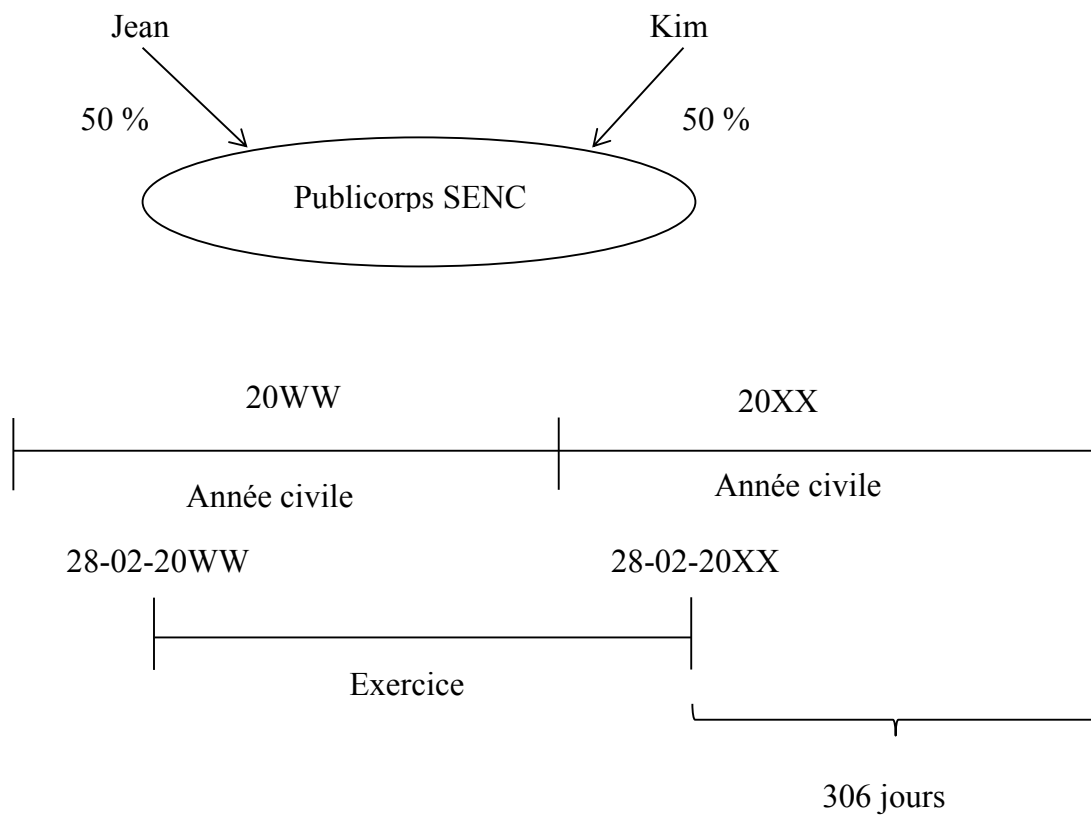 Jean Kim
50 % 50 %
Publicorps SENC
20WW 20XX
Année civile Année civile
28-02-20WW 28-02-20XX
Exercice
306 jours